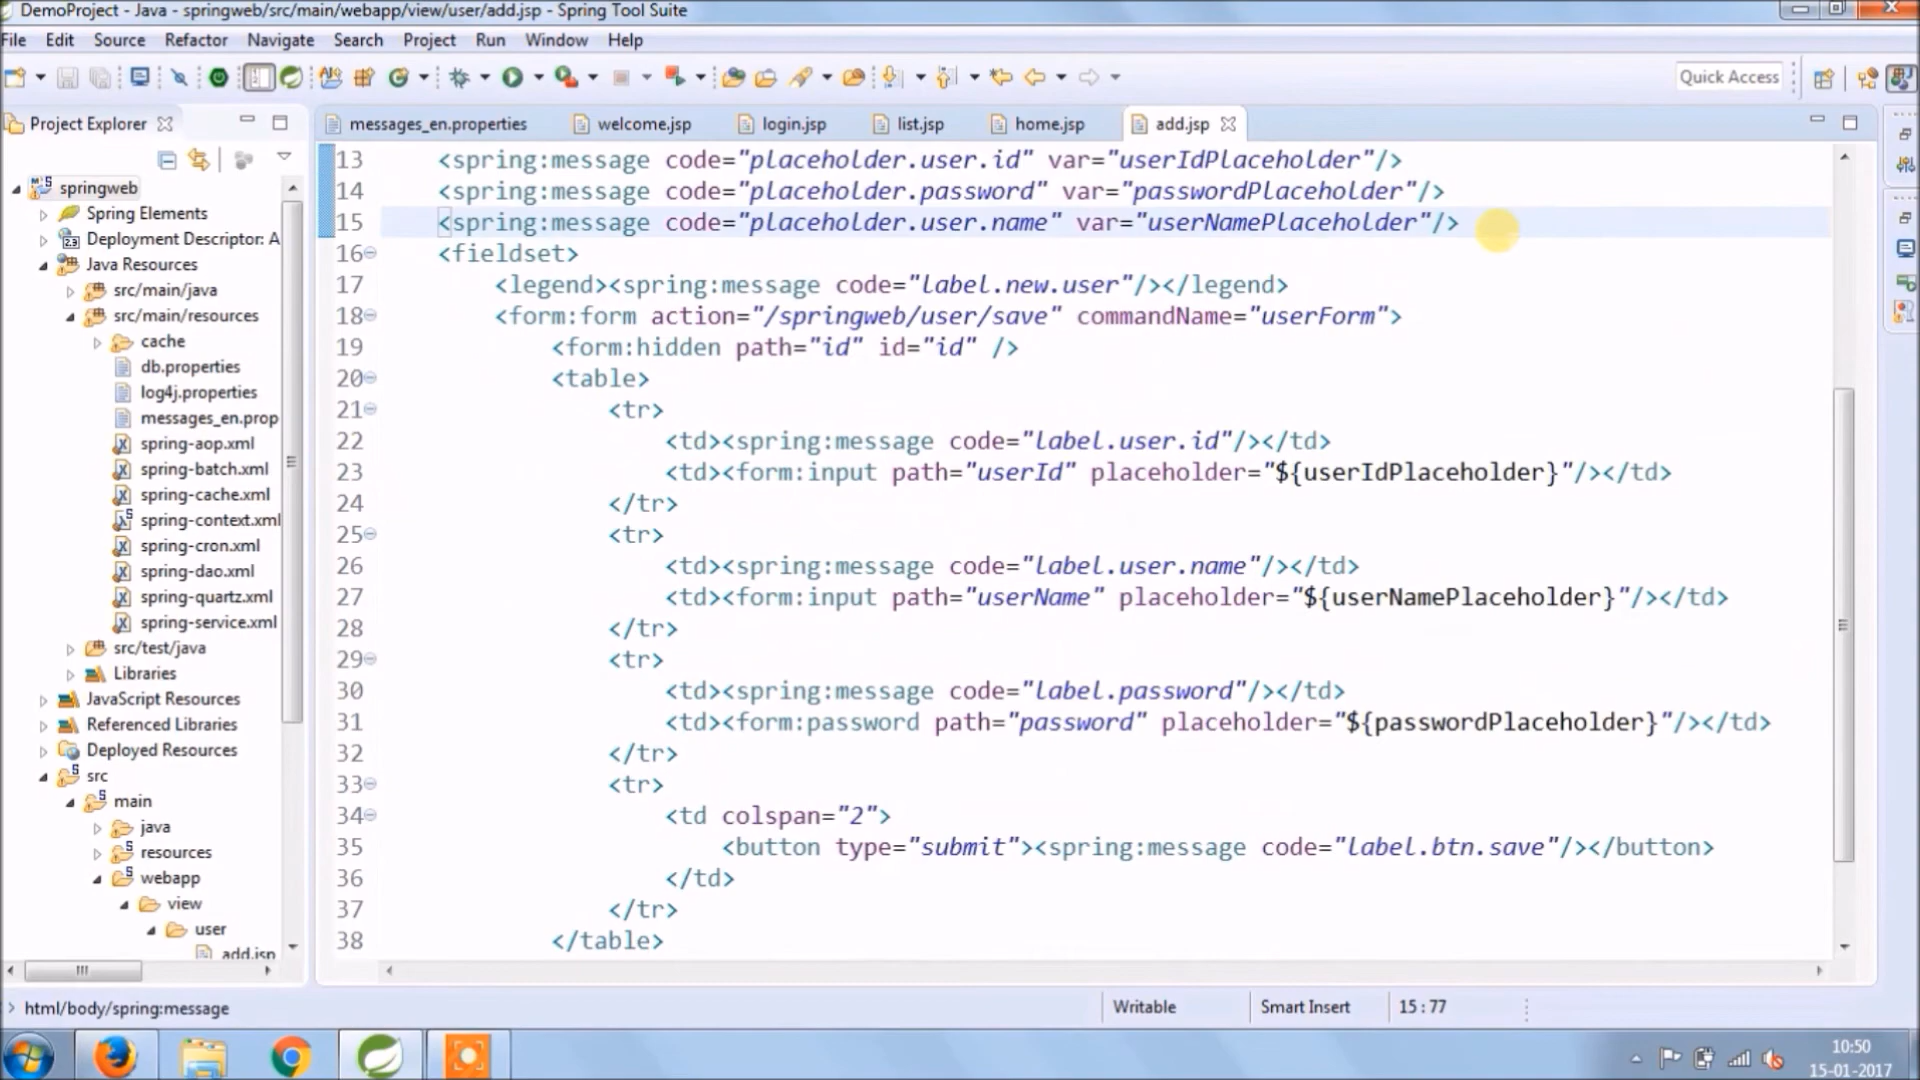 DemoProject - Java - springweb/src/main/webapp/view/user/add.jsp - Spring Tool Suite
File Edit Source Refactor Navigate Search Project Run Window Help
Quick Access
Project Explorer
messages_en.properties welcome.jsp login.jsp list.jsp home.jsp add.jsp
springweb
Spring Elements
Deployment Descriptor: A
Java Resources
src/main/java
src/main/resources
cache
db.properties
log4j.properties
messages_en.prop
spring-aop.xml
spring-batch.xml
spring-cache.xml
spring-context.xml
spring-cron.xml
spring-dao.xml
spring-quartz.xml
spring-service.xml
src/test/java
Libraries
JavaScript Resources
Referenced Libraries
Deployed Resources
src
main
java
resources
webapp
view
user
add.jsp
13 <spring:message code="placeholder.user.id" var="userIdPlaceholder"/>
14 <spring:message code="placeholder.password" var="passwordPlaceholder"/>
15 <spring:message code="placeholder.user.name" var="userNamePlaceholder"/>
16 <fieldset>
17 <legend><spring:message code="label.new.user"/></legend>
18 <form:form action="/springweb/user/save" commandName="userForm">
19 <form:hidden path="id" id="id" />
20 <table>
21 <tr>
22 <td><spring:message code="label.user.id"/></td>
23 <td><form:input path="userId" placeholder="${userIdPlaceholder}"/></td>
24 </tr>
25 <tr>
26 <td><spring:message code="label.user.name"/></td>
27 <td><form:input path="userName" placeholder="${userNamePlaceholder}"/></td>
28 </tr>
29 <tr>
30 <td><spring:message code="label.password"/></td>
31 <td><form:password path="password" placeholder="${passwordPlaceholder}"/></td>
32 </tr>
33 <tr>
34 <td colspan="2">
35 <button type="submit"><spring:message code="label.btn.save"/></button>
36 </td>
37 </tr>
38 </table>
html/body/spring:message
Writable Smart Insert 15 : 77
10:50
15-01-2017